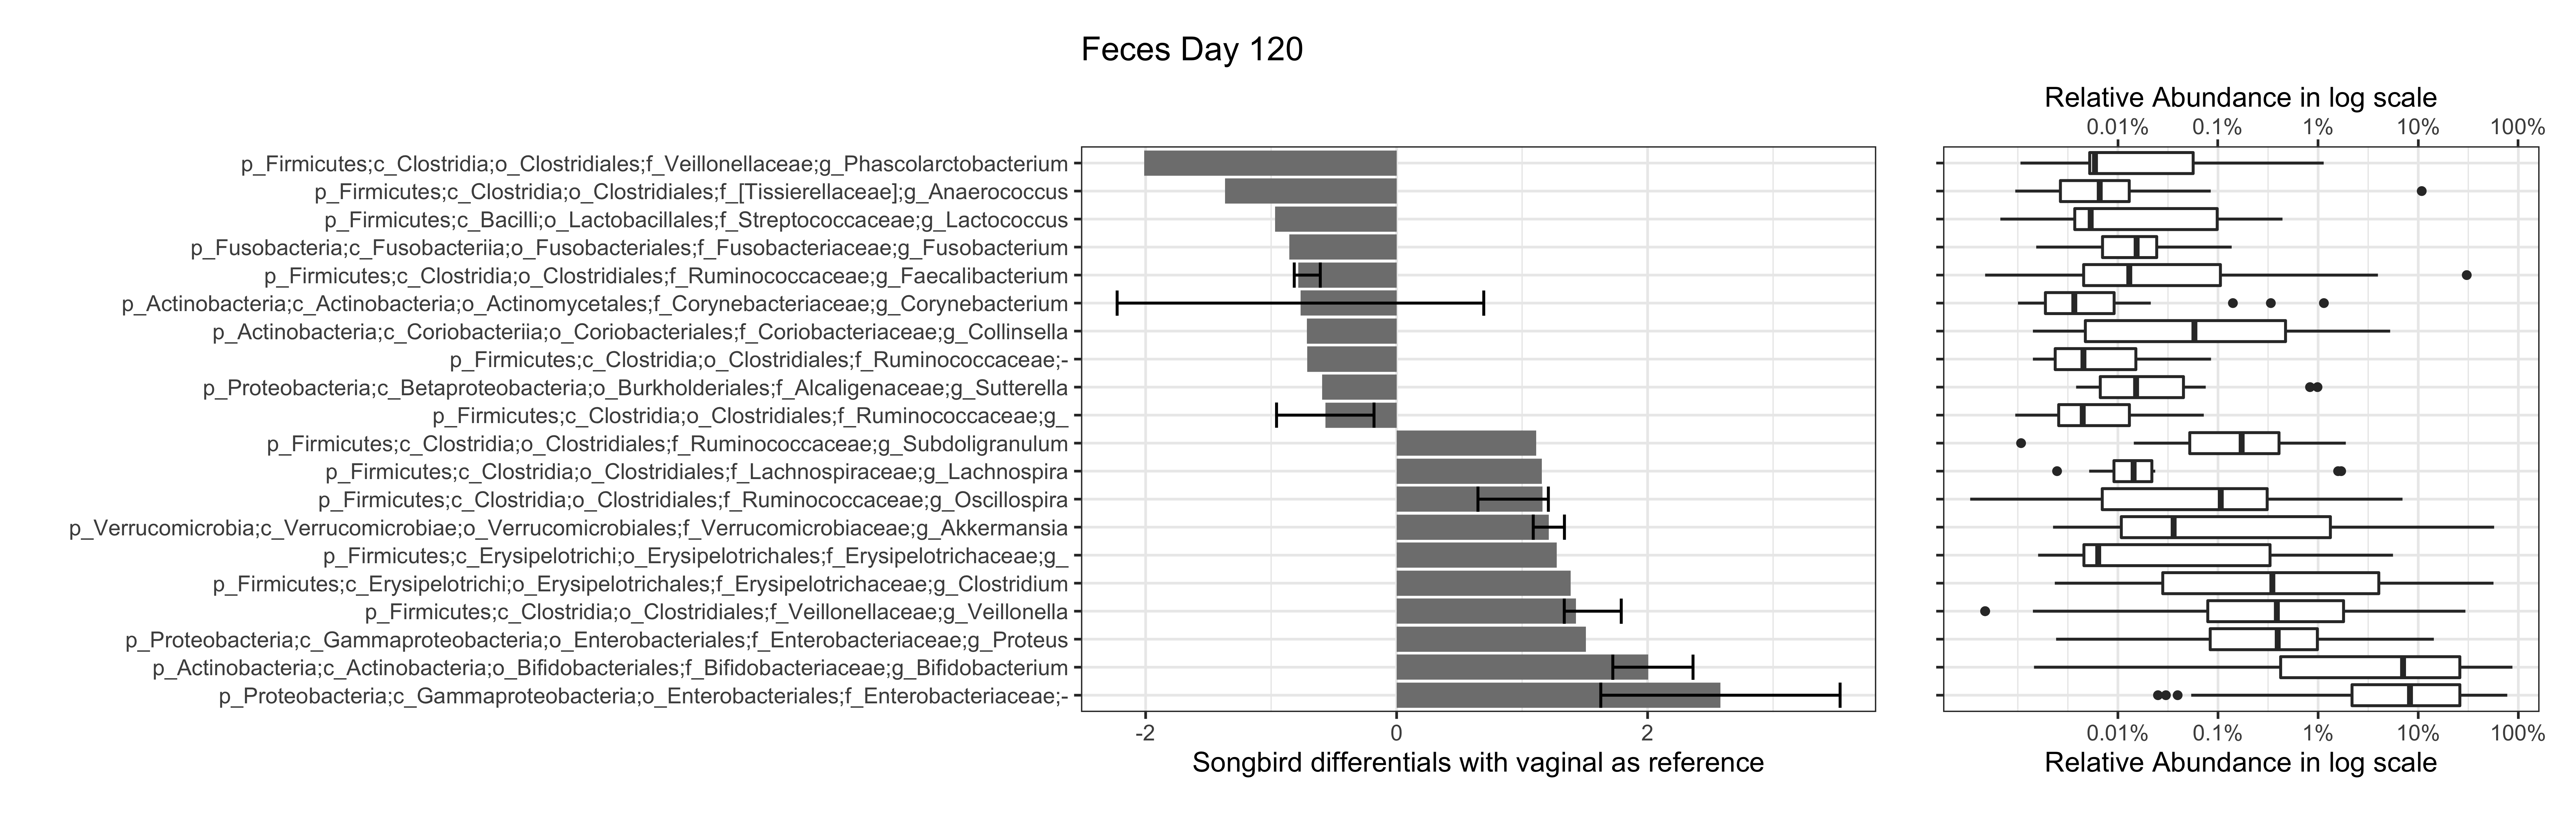 Feces Day 120
Relative Abundance in log scale
0.01% 0.1% 1% 10% 100%
p_Firmicutes;c_Clostridia;o_Clostridiales;f_Veillonellaceae;g_Phascolarctobacterium
p_Firmicutes;c_Clostridia;o_Clostridiales;f_[Tissierellaceae];g_Anaerococcus
p_Firmicutes;c_Bacilli;o_Lactobacillales;f_Streptococcaceae;g_Lactococcus
p_Fusobacteria;c_Fusobacteriia;o_Fusobacteriales;f_Fusobacteriaceae;g_Fusobacterium
p_Firmicutes;c_Clostridia;o_Clostridiales;f_Ruminococcaceae;g_Faecalibacterium
p_Actinobacteria;c_Actinobacteria;o_Actinomycetales;f_Corynebacteriaceae;g_Corynebacterium
p_Actinobacteria;c_Coriobacteriia;o_Coriobacteriales;f_Coriobacteriaceae;g_Collinsella
p_Firmicutes;c_Clostridia;o_Clostridiales;f_Ruminococcaceae;-
p_Proteobacteria;c_Betaproteobacteria;o_Burkholderiales;f_Alcaligenaceae;g_Sutterella
p_Firmicutes;c_Clostridia;o_Clostridiales;f_Ruminococcaceae;g_
p_Firmicutes;c_Clostridia;o_Clostridiales;f_Ruminococcaceae;g_Subdoligranulum
p_Firmicutes;c_Clostridia;o_Clostridiales;f_Lachnospiraceae;g_Lachnospira
p_Firmicutes;c_Clostridia;o_Clostridiales;f_Ruminococcaceae;g_Oscillospira
p_Verrucomicrobia;c_Verrucomicrobiae;o_Verrucomicrobiales;f_Verrucomicrobiaceae;g_Akkermansia
p_Firmicutes;c_Erysipelotrichi;o_Erysipelotrichales;f_Erysipelotrichaceae;g_
p_Firmicutes;c_Erysipelotrichi;o_Erysipelotrichales;f_Erysipelotrichaceae;g_Clostridium
p_Firmicutes;c_Clostridia;o_Clostridiales;f_Veillonellaceae;g_Veillonella
p_Proteobacteria;c_Gammaproteobacteria;o_Enterobacteriales;f_Enterobacteriaceae;g_Proteus
p_Actinobacteria;c_Actinobacteria;o_Bifidobacteriales;f_Bifidobacteriaceae;g_Bifidobacterium
p_Proteobacteria;c_Gammaproteobacteria;o_Enterobacteriales;f_Enterobacteriaceae;-
-2 0 2
Songbird differentials with vaginal as reference
0.01% 0.1% 1% 10% 100%
Relative Abundance in log scale